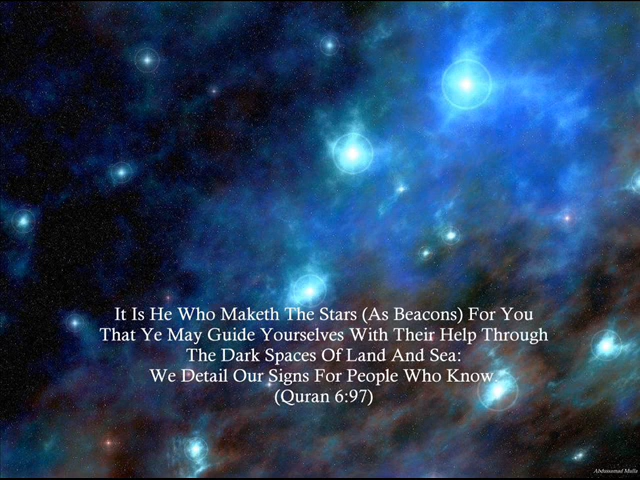 It Is He Who Maketh The Stars (As Beacons) For You
That Ye May Guide Yourselves With Their Help Through
The Dark Spaces Of Land And Sea:
We Detail Our Signs For People Who Know.
(Quran 6:97)
Abdussamad Mulla